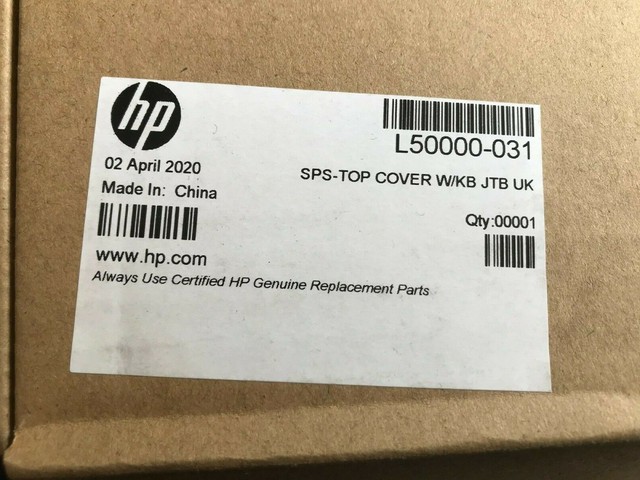 hp
L50000-031
02 April 2020
SPS-TOP COVER W/KB JTB UK
Made In: China
Qty:00001
www.hp.com
Always Use Certified HP Genuine Replacement Parts